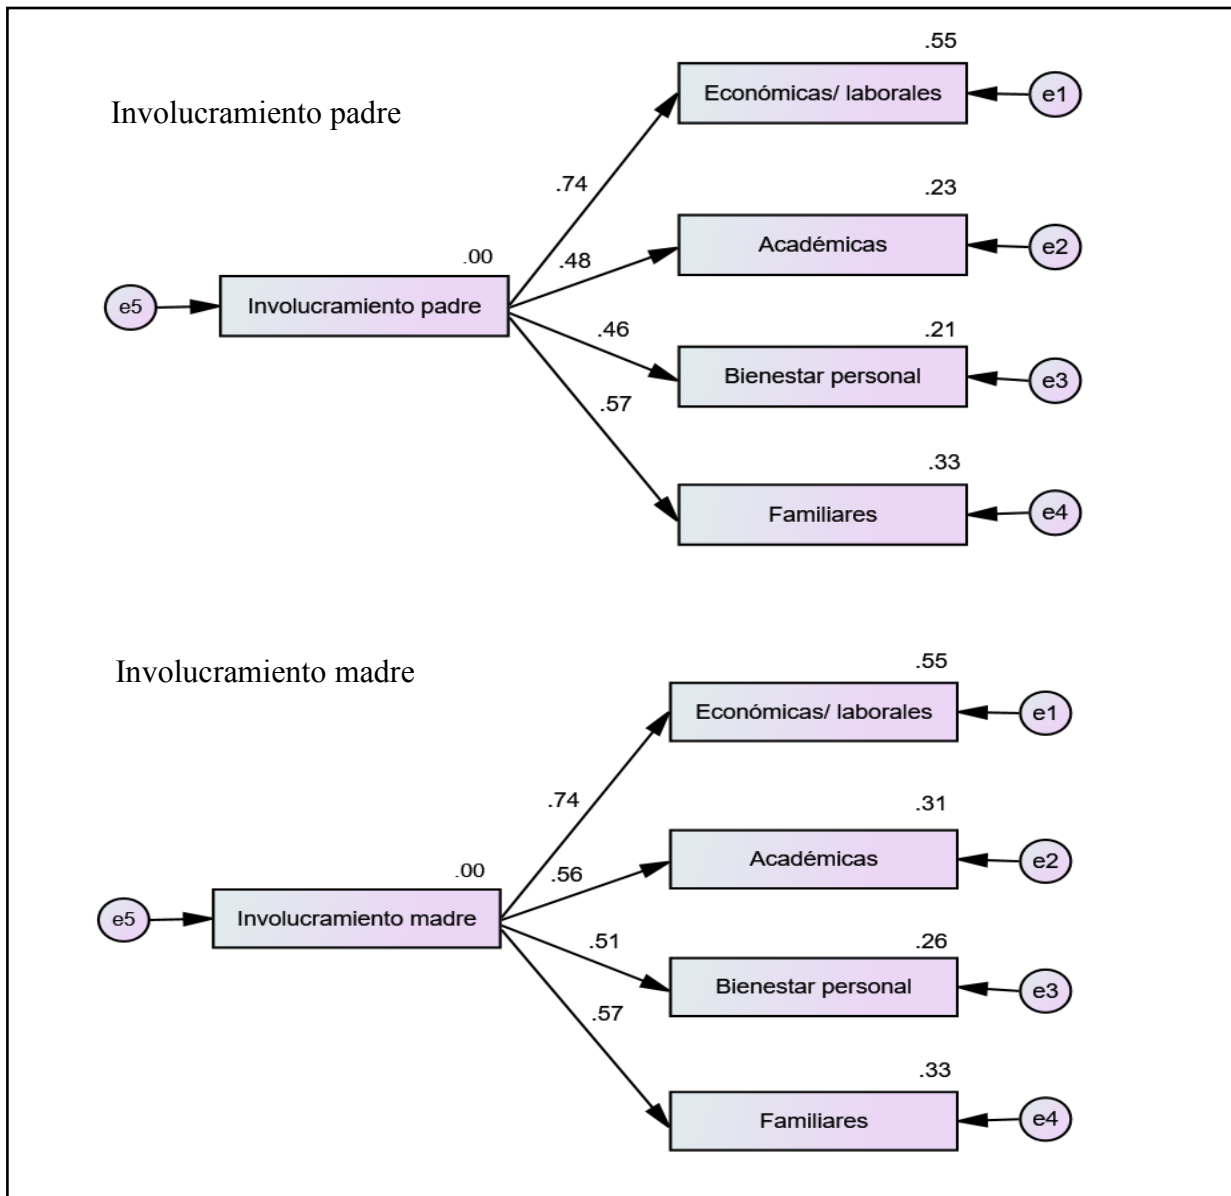 .55
Económicas/ laborales
e1
Involucramiento padre
.74
.23
Académicas
e2
.00
.48
e5
Involucramiento padre
.46
.21
Bienestar personal
e3
.57
.33
Familiares
e4
Involucramiento madre
.55
Económicas/ laborales
e1
.74
.31
Académicas
e2
.00
.56
e5
Involucramiento madre
.51
.26
Bienestar personal
e3
.57
.33
Familiares
e4